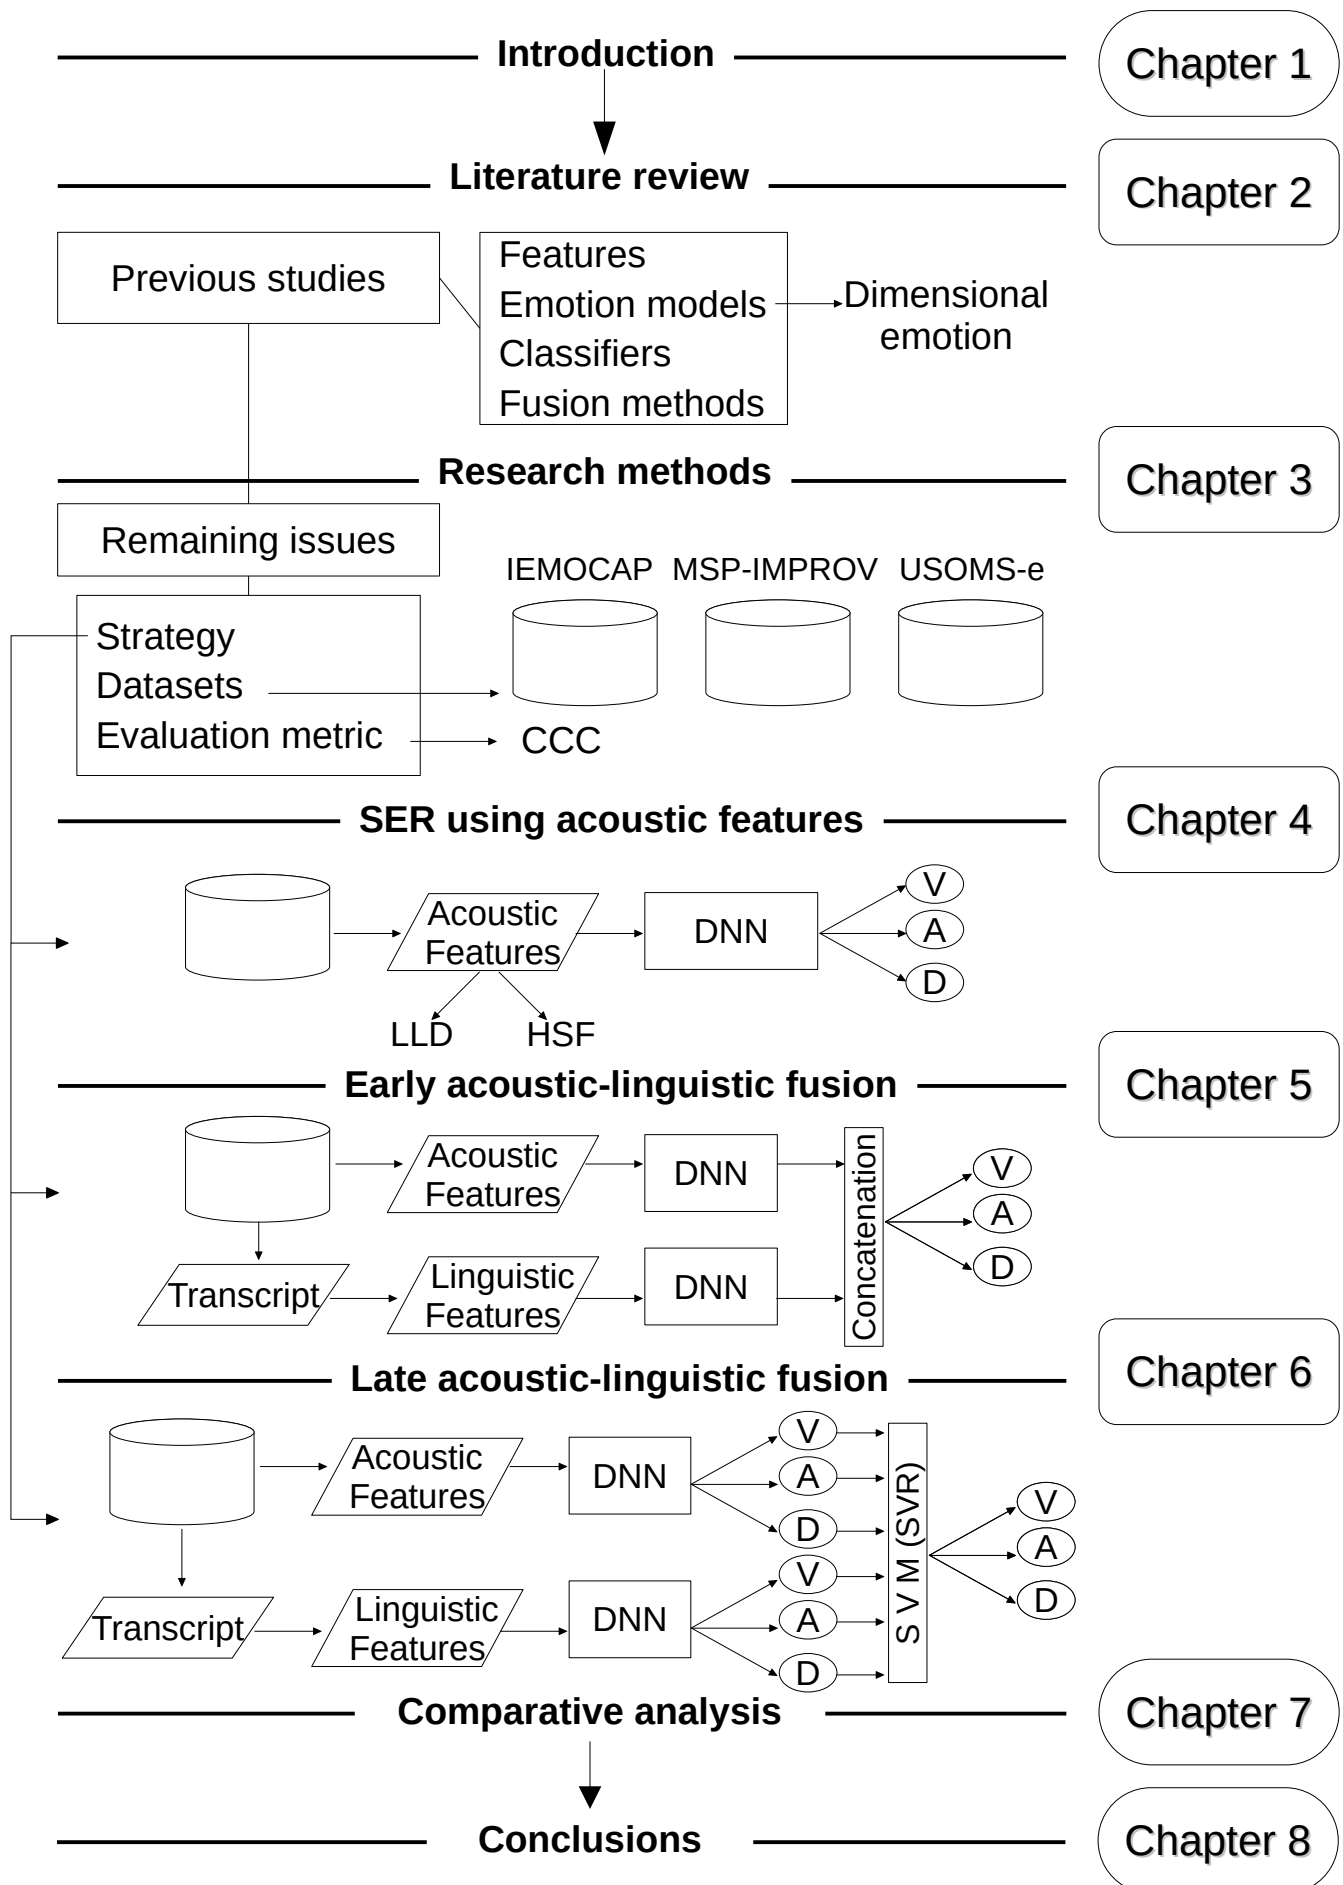 Introduction
Chapter 1
Literature review
Chapter 2
Previous studies
Features
Emotion models
Classifiers
Fusion methods
Dimensional
emotion
Research methods
Chapter 3
Remaining issues
IEMOCAP
MSP-IMPROV
USOMS-e
Strategy
Datasets
Evaluation metric
CCC
SER using acoustic features
Chapter 4
Acoustic
Features
DNN
V
A
D
LLD
HSF
Early acoustic-linguistic fusion
Chapter 5
Acoustic
Features
DNN
Transcript
Linguistic
Features
DNN
Concatenation
V
A
D
Late acoustic-linguistic fusion
Chapter 6
Acoustic
Features
DNN
V
A
D
Transcript
Linguistic
Features
DNN
V
A
D
S V M (SVR)
V
A
D
Comparative analysis
Chapter 7
Conclusions
Chapter 8